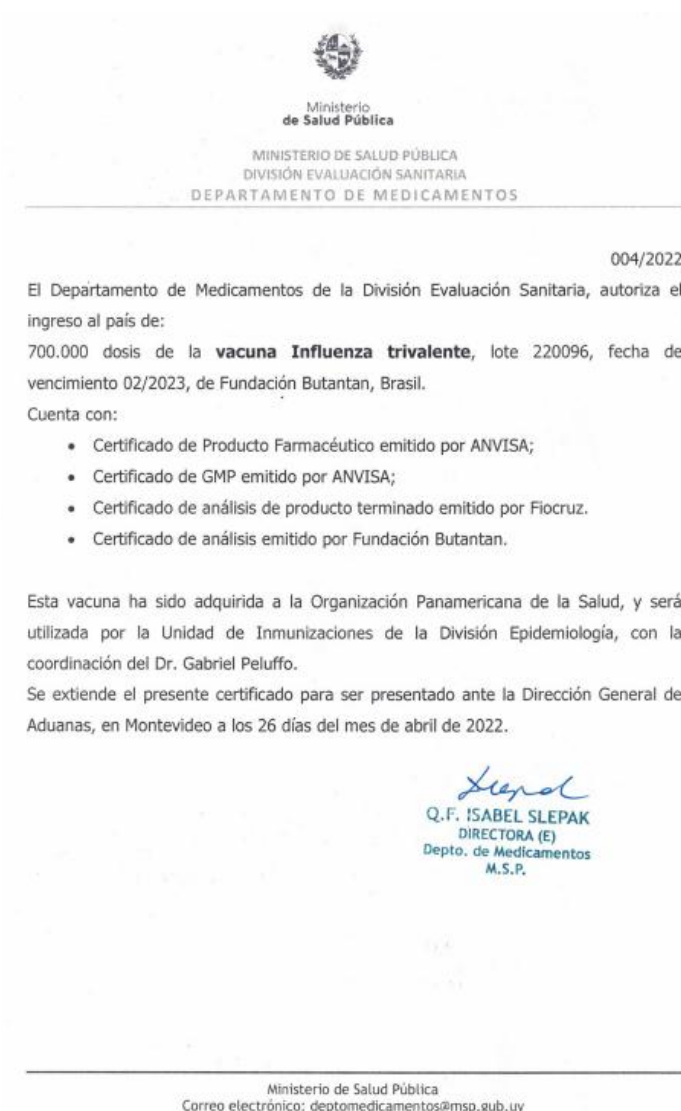 Ministerio
de Salud Pública
MINISTERIO DE SALUD PÚBLICA
DIVISIÓN EVALUACIÓN SANITARIA
DEPARTAMENTO DE MEDICAMENTOS
004/2022
El Departamento de Medicamentos de la División Evaluación Sanitaria, autoriza el
ingreso al país de:
700.000 dosis de la vacuna Influenza trivalente, lote 220096, fecha de
vencimiento 02/2023, de Fundación Butantan, Brasil.
Cuenta con:
• Certificado de Producto Farmacéutico emitido por ANVISA;
• Certificado de GMP emitido por ANVISA;
• Certificado de análisis de producto terminado emitido por Fiocruz.
• Certificado de análisis emitido por Fundación Butantan.
Esta vacuna ha sido adquirida a la Organización Panamericana de la Salud, y será
utilizada por la Unidad de Inmunizaciones de la División Epidemiología, con la
coordinación del Dr. Gabriel Peluffo.
Se extiende el presente certificado para ser presentado ante la Dirección General de
Aduanas, en Montevideo a los 26 días del mes de abril de 2022.
Slepak
Q.F. ISABEL SLEPAK
DIRECTORA (E)
Depto. de Medicamentos
M.S.P.
Ministerio de Salud Pública
Correo electrónico: deptomedicamentos@msp.gub.uy